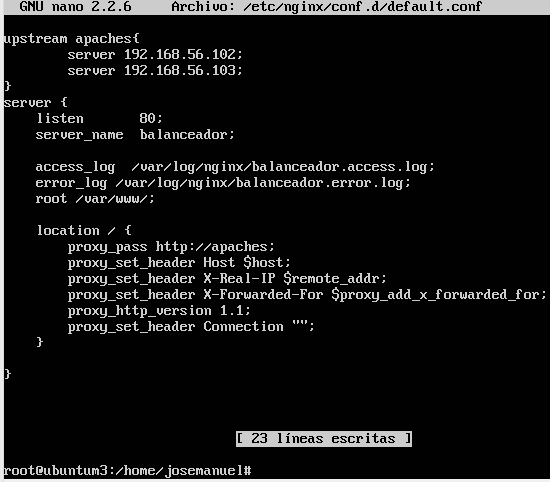 GNU nano 2.2.6     Archivo: /etc/nginx/conf.d/default.conf
upstream apaches{
        server 192.168.56.102;
        server 192.168.56.103;
}
server {
    listen       80;
    server_name  balanceador;
    access_log  /var/log/nginx/balanceador.access.log;
    error_log /var/log/nginx/balanceador.error.log;
    root /var/www/;
    location / {
        proxy_pass http://apaches;
        proxy_set_header Host $host;
        proxy_set_header X-Real-IP $remote_addr;
        proxy_set_header X-Forwarded-For $proxy_add_x_forwarded_for;
        proxy_http_version 1.1;
        proxy_set_header Connection "";
    }
}
[ 23 líneas escritas ]
root@ubuntum3:/home/josemanuel#